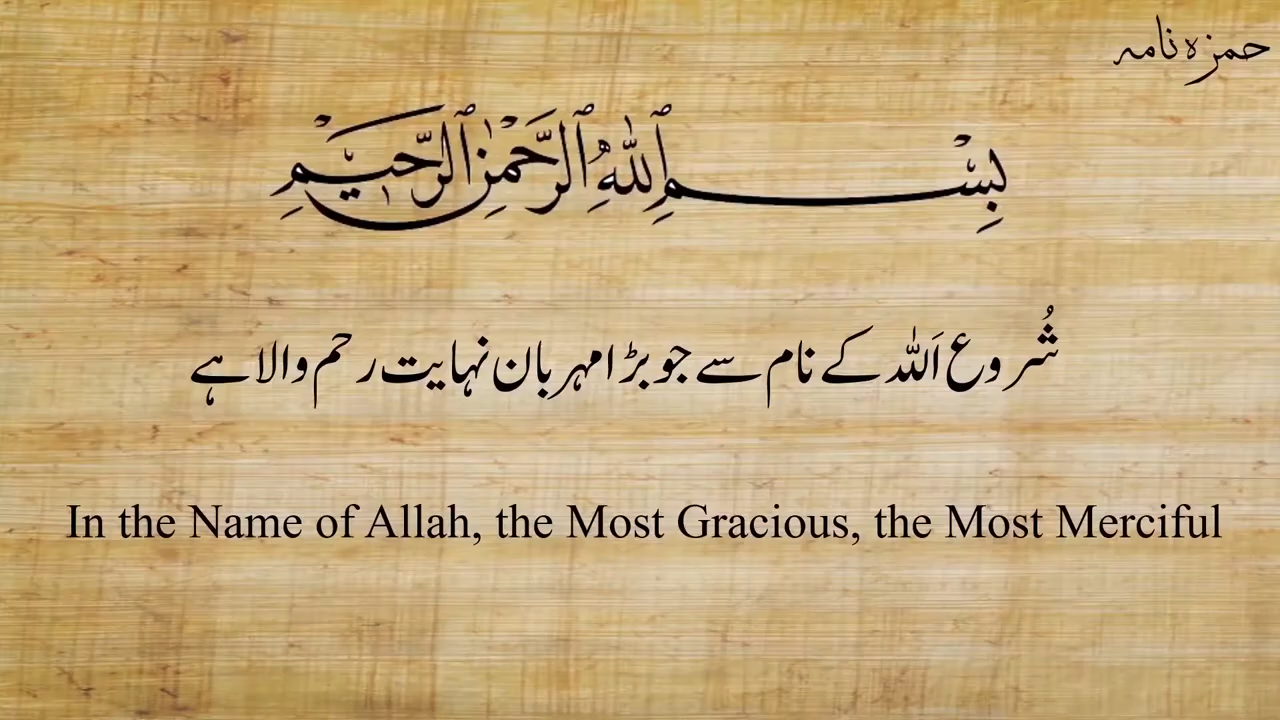 حمزہ نامہ
بِسْمِ ٱللَّهِ ٱلرَّحْمَٰنِ ٱلرَّحِيمِ
شُروع اَللہ کے نام سے جو بڑا مہربان نہایت رحم والا ہے
In the Name of Allah, the Most Gracious, the Most Merciful